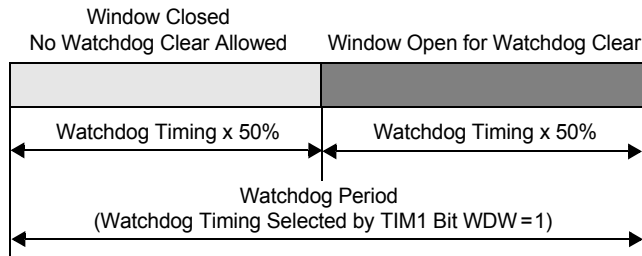 Window Closed
No Watchdog Clear Allowed
Window Open for Watchdog Clear
Watchdog Timing x 50%
Watchdog Timing x 50%
Watchdog Period
(Watchdog Timing Selected by TIM1 Bit WDW=1)